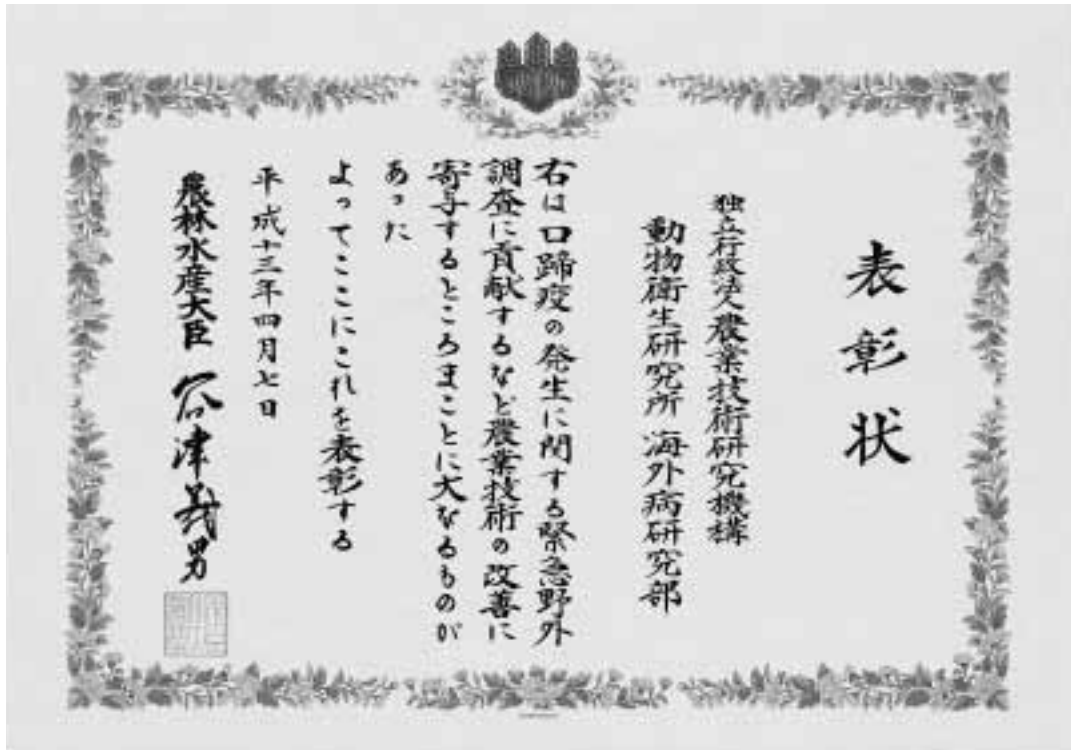 表彰状
独立行政法人農業技術研究機構
動物衛生研究所 海外病研究部
右は口蹄疫の発生に関する緊急野外
調査に貢献するなど農業技術の改善に
寄与するところまことに大なるものが
あった
よってここにこれを表彰する
平成十三年四月七日
農林水産大臣 谷津義男